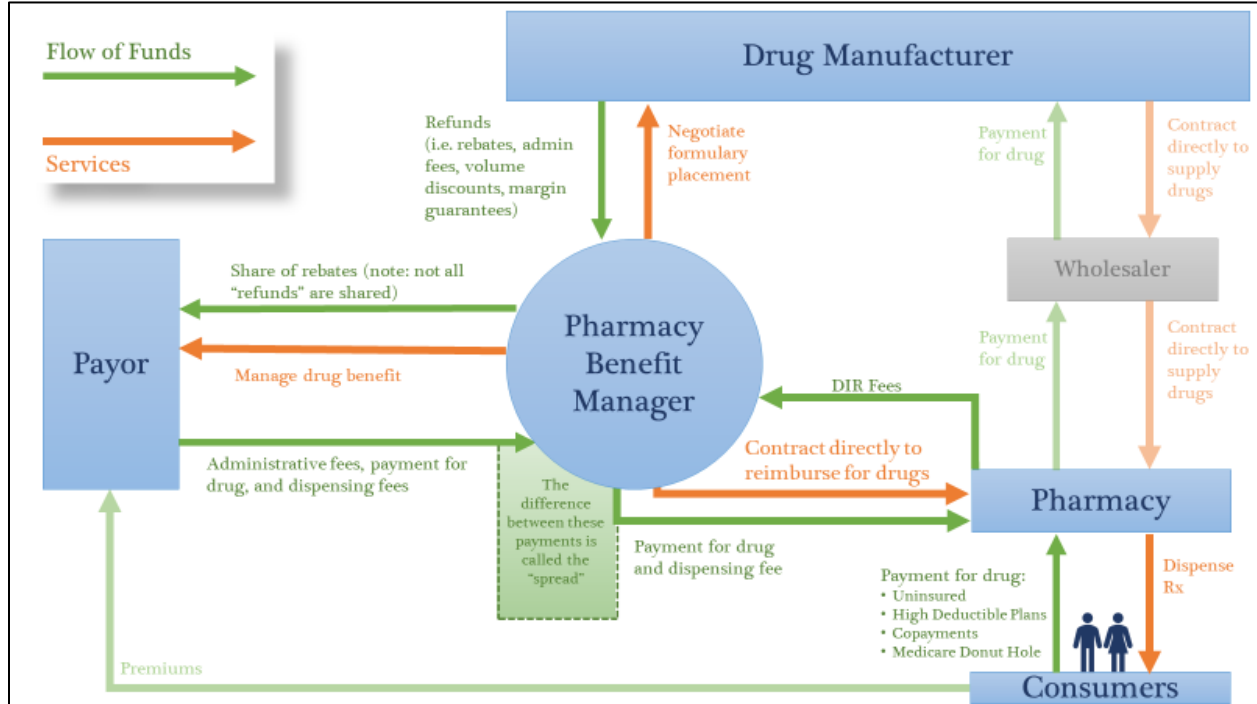 Flow of Funds
Services
Drug Manufacturer
Refunds
(i.e. rebates, admin
fees, volume
discounts, margin
guarantees)
Negotiate
formulary
placement
Payment
for drug
Contract
directly to
supply
drugs
Wholesaler
Payor
Share of rebates (note: not all
“refunds” are shared)
Manage drug benefit
Administrative fees, payment for
drug, and dispensing fees
Pharmacy
Benefit
Manager
The
difference
between these
payments is
called the
“spread”
DIR Fees
Contract directly to
reimburse for drugs
Payment for drug
and dispensing fee
Payment
for drug
Contract
directly to
supply
drugs
Pharmacy
Payment for drug:
• Uninsured
• High Deductible Plans
• Copayments
• Medicare Donut Hole
Dispense
Rx
Premiums
Consumers